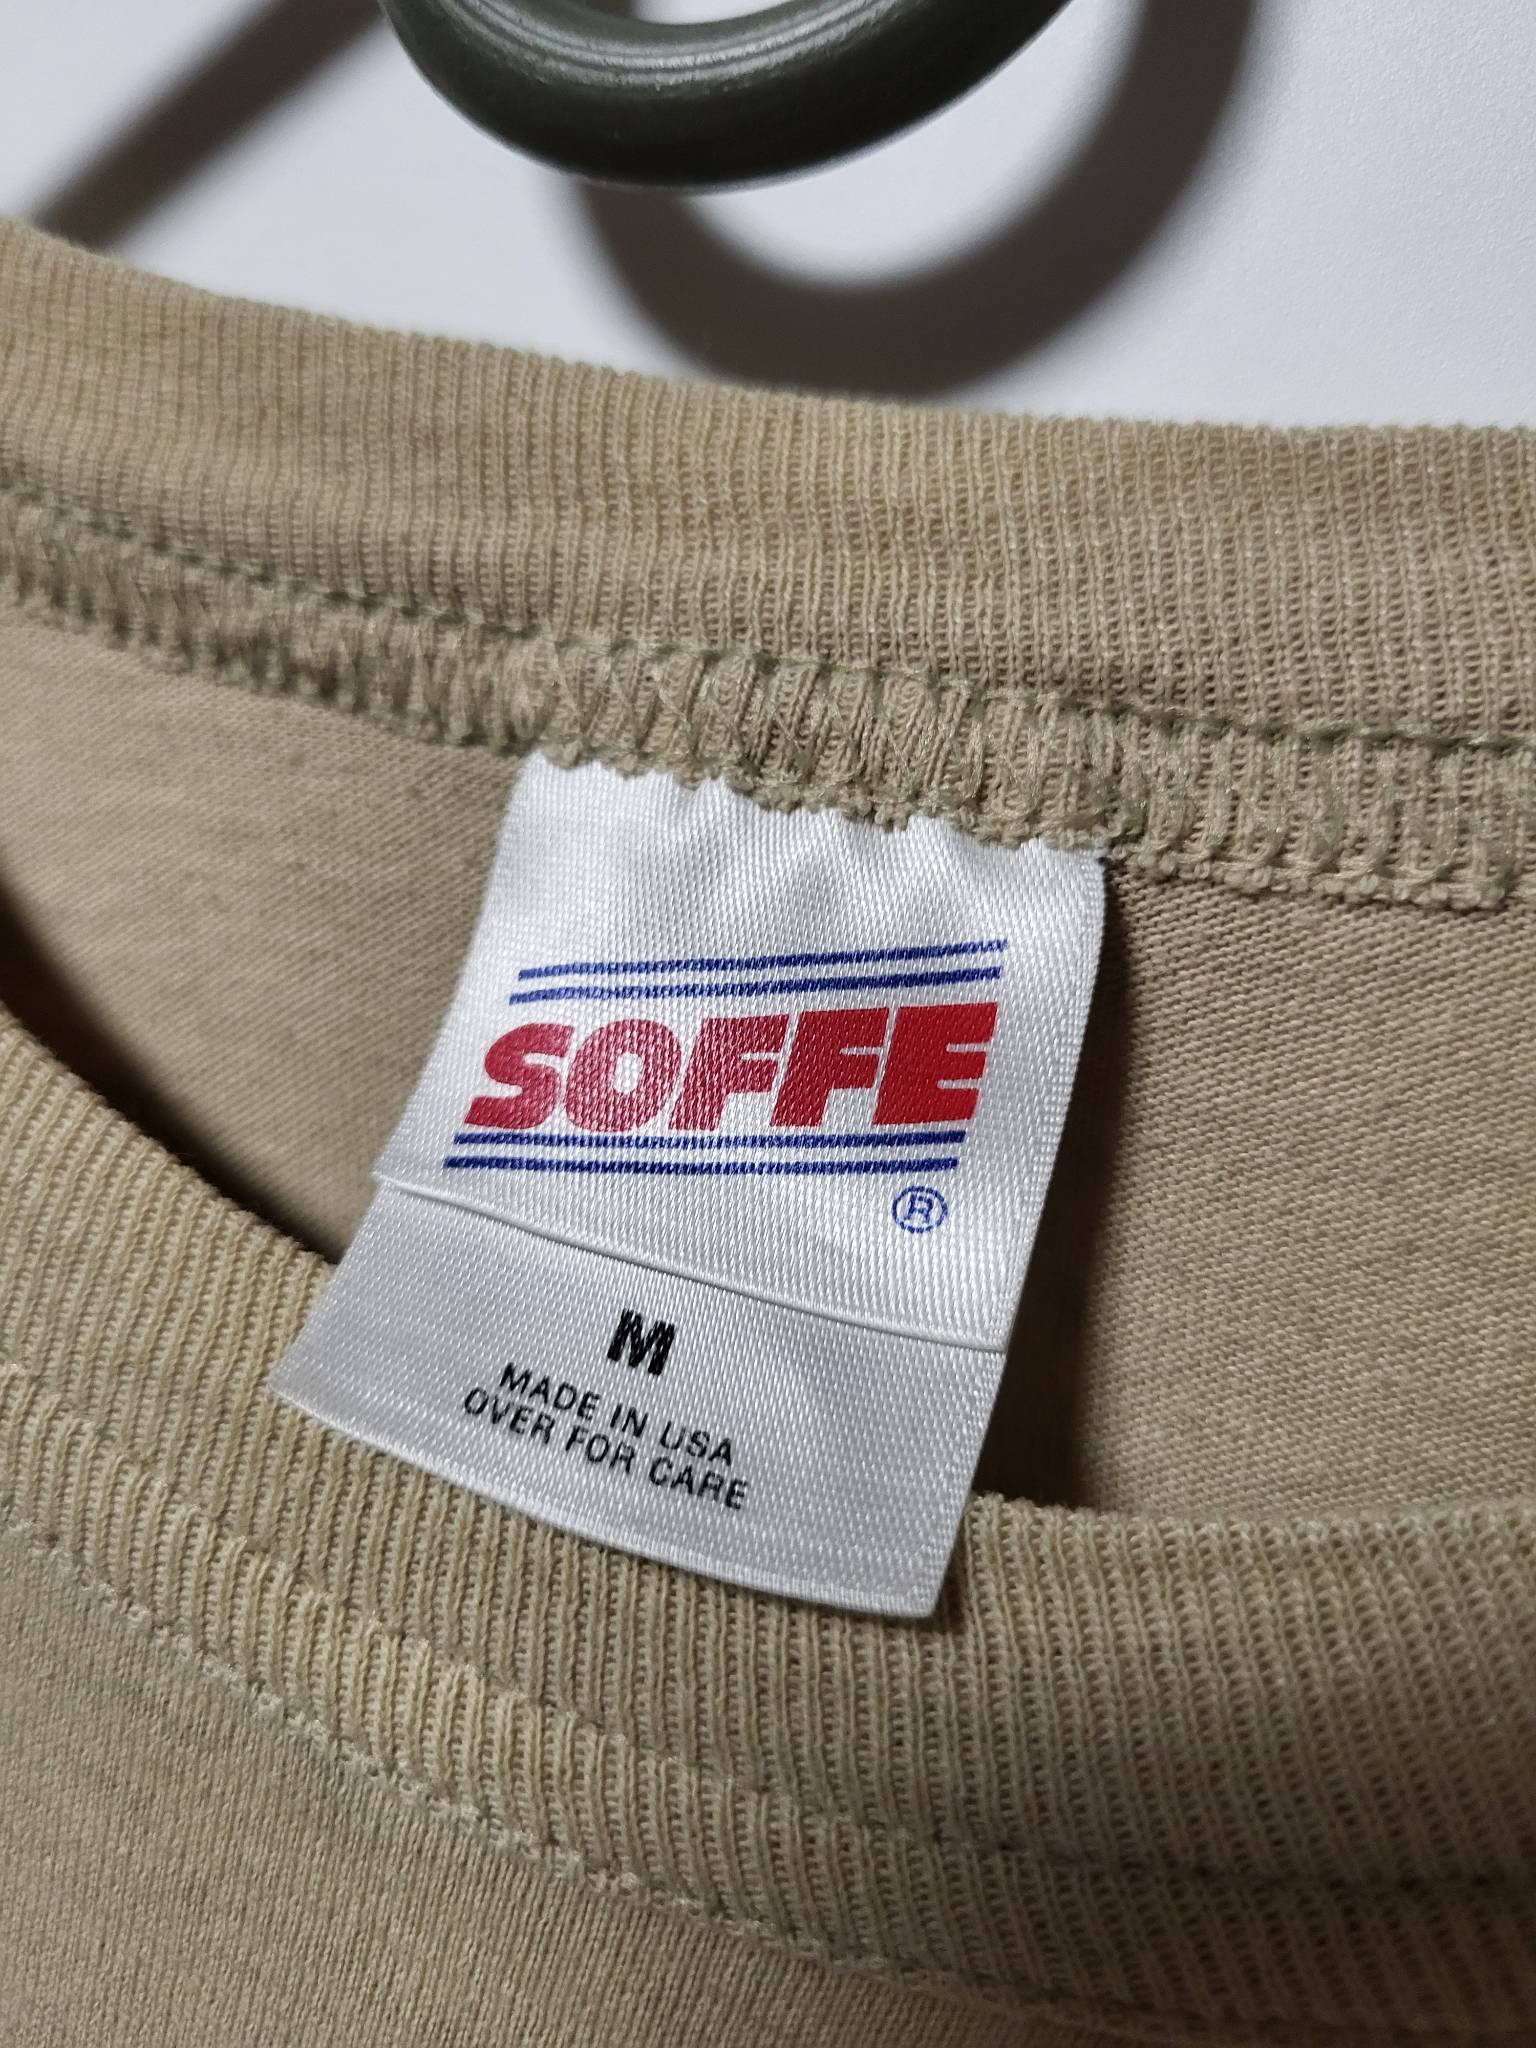 SOFFE
®
M
MADE IN USA
OVER FOR CARE